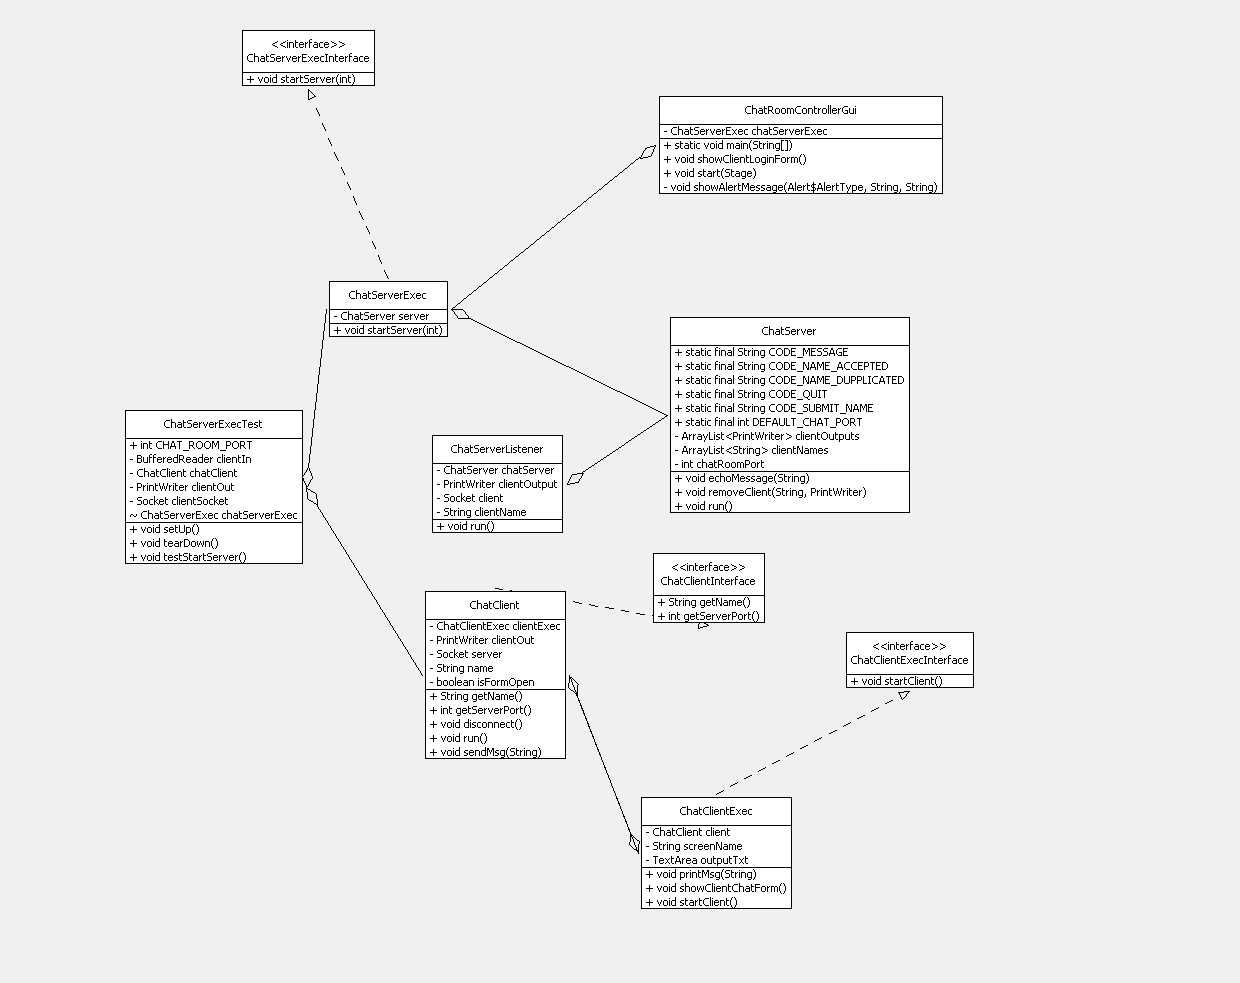 <<interface>>
ChatServerExecInterface
+ void startServer(int)
ChatRoomControllerGui
- ChatServerExec chatServerExec
+ static void main(String[])
+ void showClientLoginForm()
+ void start(Stage)
- void showAlertMessage(Alert$AlertType, String, String)
ChatServerExec
- ChatServer server
+ void startServer(int)
ChatServer
+ static final String CODE_MESSAGE
+ static final String CODE_NAME_ACCEPTED
+ static final String CODE_NAME_DUPPLICATED
+ static final String CODE_QUIT
+ static final String CODE_SUBMIT_NAME
+ static final int DEFAULT_CHAT_PORT
- ArrayList<PrintWriter> clientOutputs
- ArrayList<String> clientNames
- int chatRoomPort
+ void echoMessage(String)
+ void removeClient(String, PrintWriter)
+ void run()
ChatServerExecTest
+ int CHAT_ROOM_PORT
- BufferedReader clientIn
- ChatClient chatClient
- PrintWriter clientOut
- Socket clientSocket
~ ChatServerExec chatServerExec
+ void setUp()
+ void tearDown()
+ void testStartServer()
ChatServerListener
- ChatServer chatServer
- PrintWriter clientOutput
- Socket client
- String clientName
+ void run()
<<interface>>
ChatClientInterface
+ String getName()
+ int getServerPort()
ChatClient
- ChatClientExec clientExec
- PrintWriter clientOut
- Socket server
- String name
- boolean isFormOpen
+ String getName()
+ int getServerPort()
+ void disconnect()
+ void run()
+ void sendMsg(String)
<<interface>>
ChatClientExecInterface
+ void startClient()
ChatClientExec
- ChatClient client
- String screenName
- TextArea outputTxt
+ void printMsg(String)
+ void showClientChatForm()
+ void startClient()